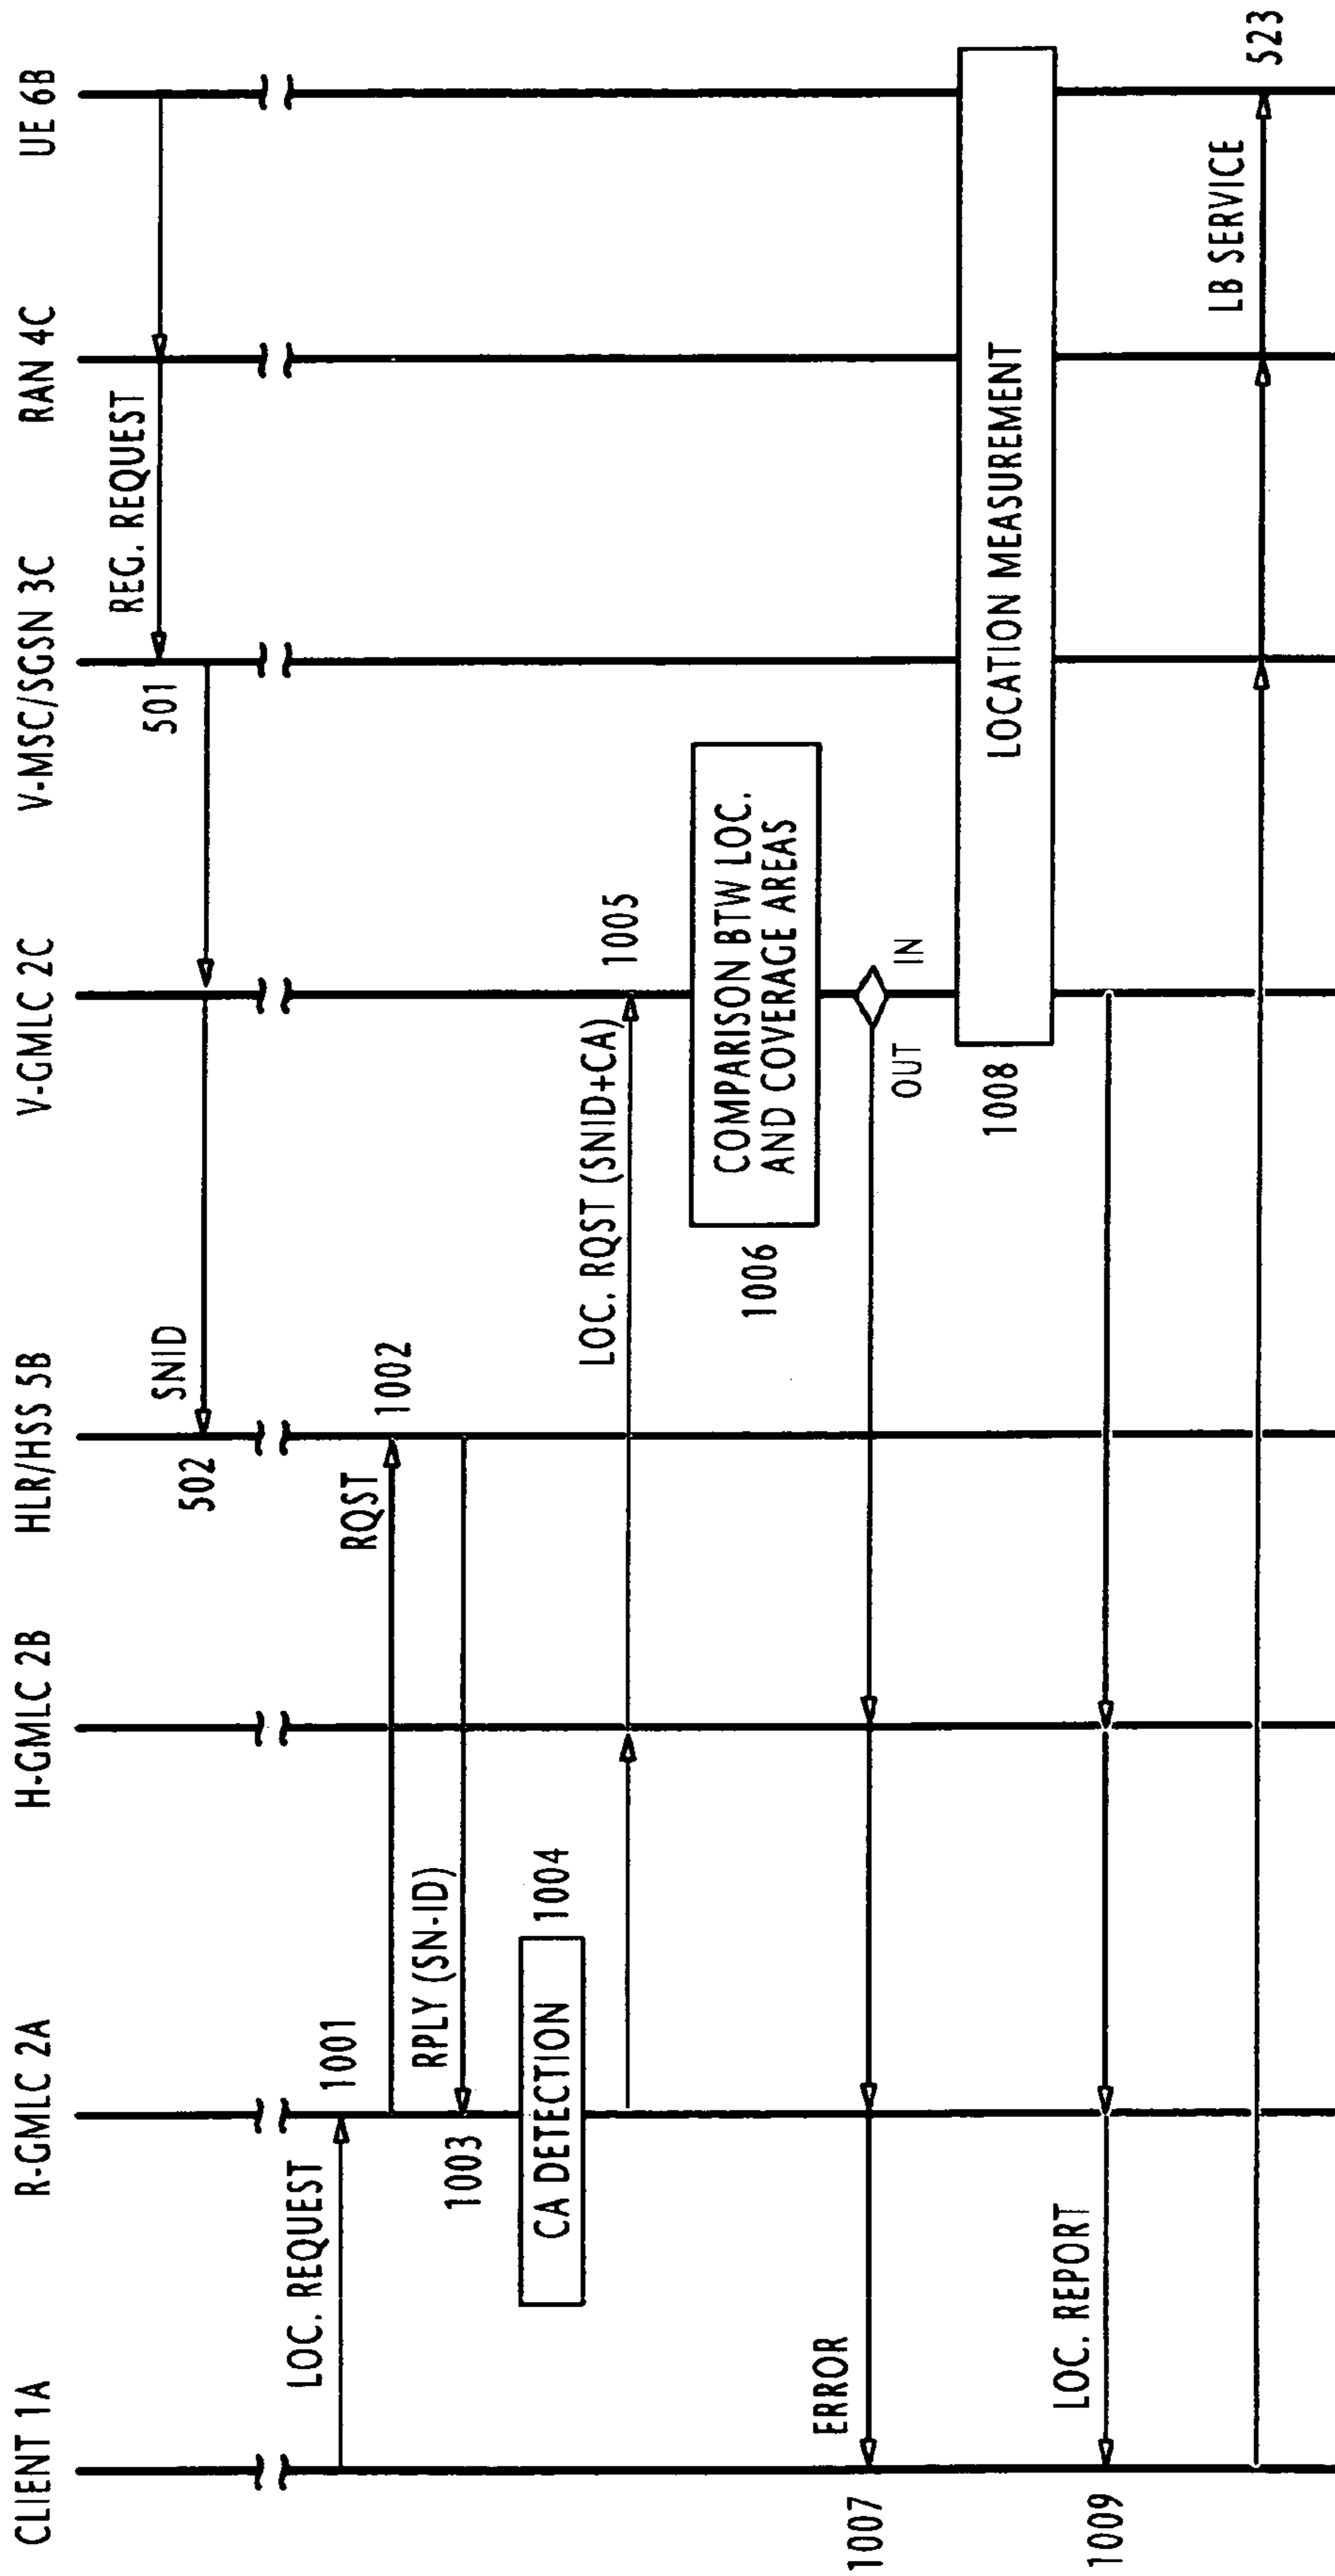 CLIENT 1A
R-GMLC 2A
H-GMLC 2B
HLR/HSS 5B
V-GMLC 2C
V-MSC/SGSN 3C
RAN 4C
UE 6B
REG. REQUEST
501
SNID
502
LOC. REQUEST
1001
RQST
1002
RPLY (SN-ID)
1003
CA DETECTION
1004
LOC. RQST (SNID+CA)
1005
COMPARISON BTW LOC.
AND COVERAGE AREAS
1006
ERROR
1007
OUT
IN
LOCATION MEASUREMENT
1008
LOC. REPORT
1009
LB SERVICE
523